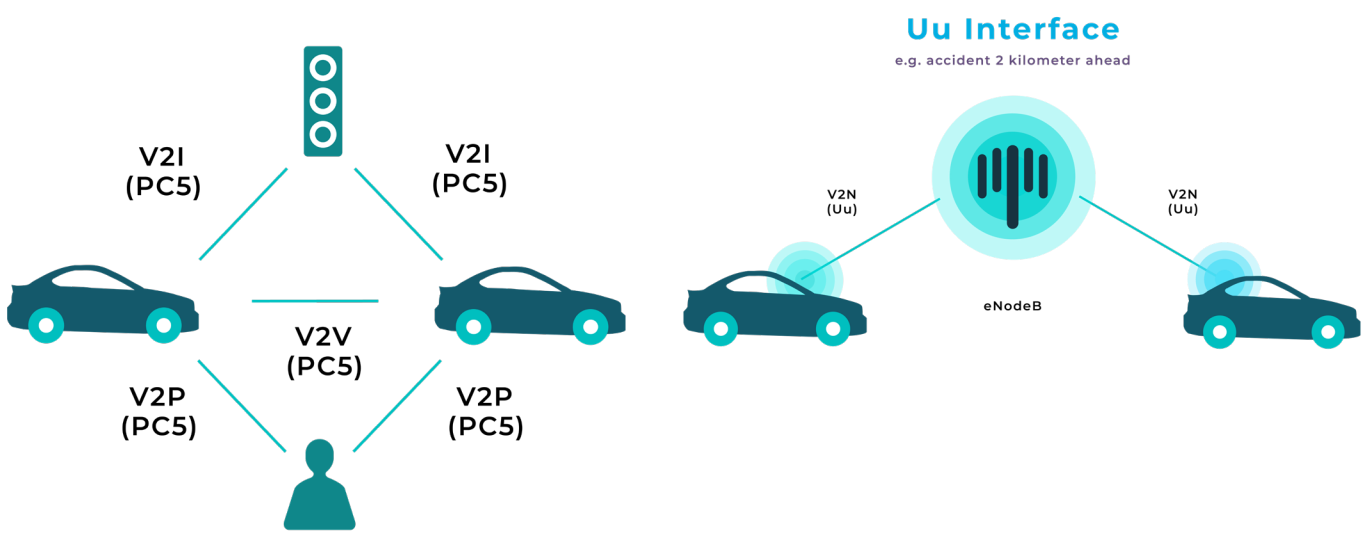 V2I
(PC5)
V2I
(PC5)
V2V
(PC5)
V2P
(PC5)
V2P
(PC5)
Uu Interface
e.g. accident 2 kilometer ahead
V2N
(Uu)
V2N
(Uu)
eNodeB